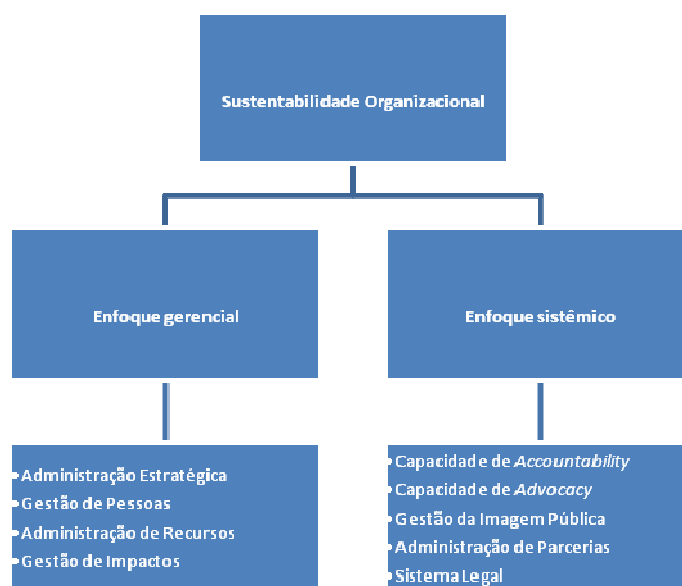 Sustentabilidade Organizacional
Enfoque gerencial
Enfoque sistêmico
•Administração Estratégica
•Gestão de Pessoas
•Administração de Recursos
•Gestão de Impactos
•Capacidade de Accountability
•Capacidade de Advocacy
•Gestão da Imagem Pública
•Administração de Parcerias
•Sistema Legal